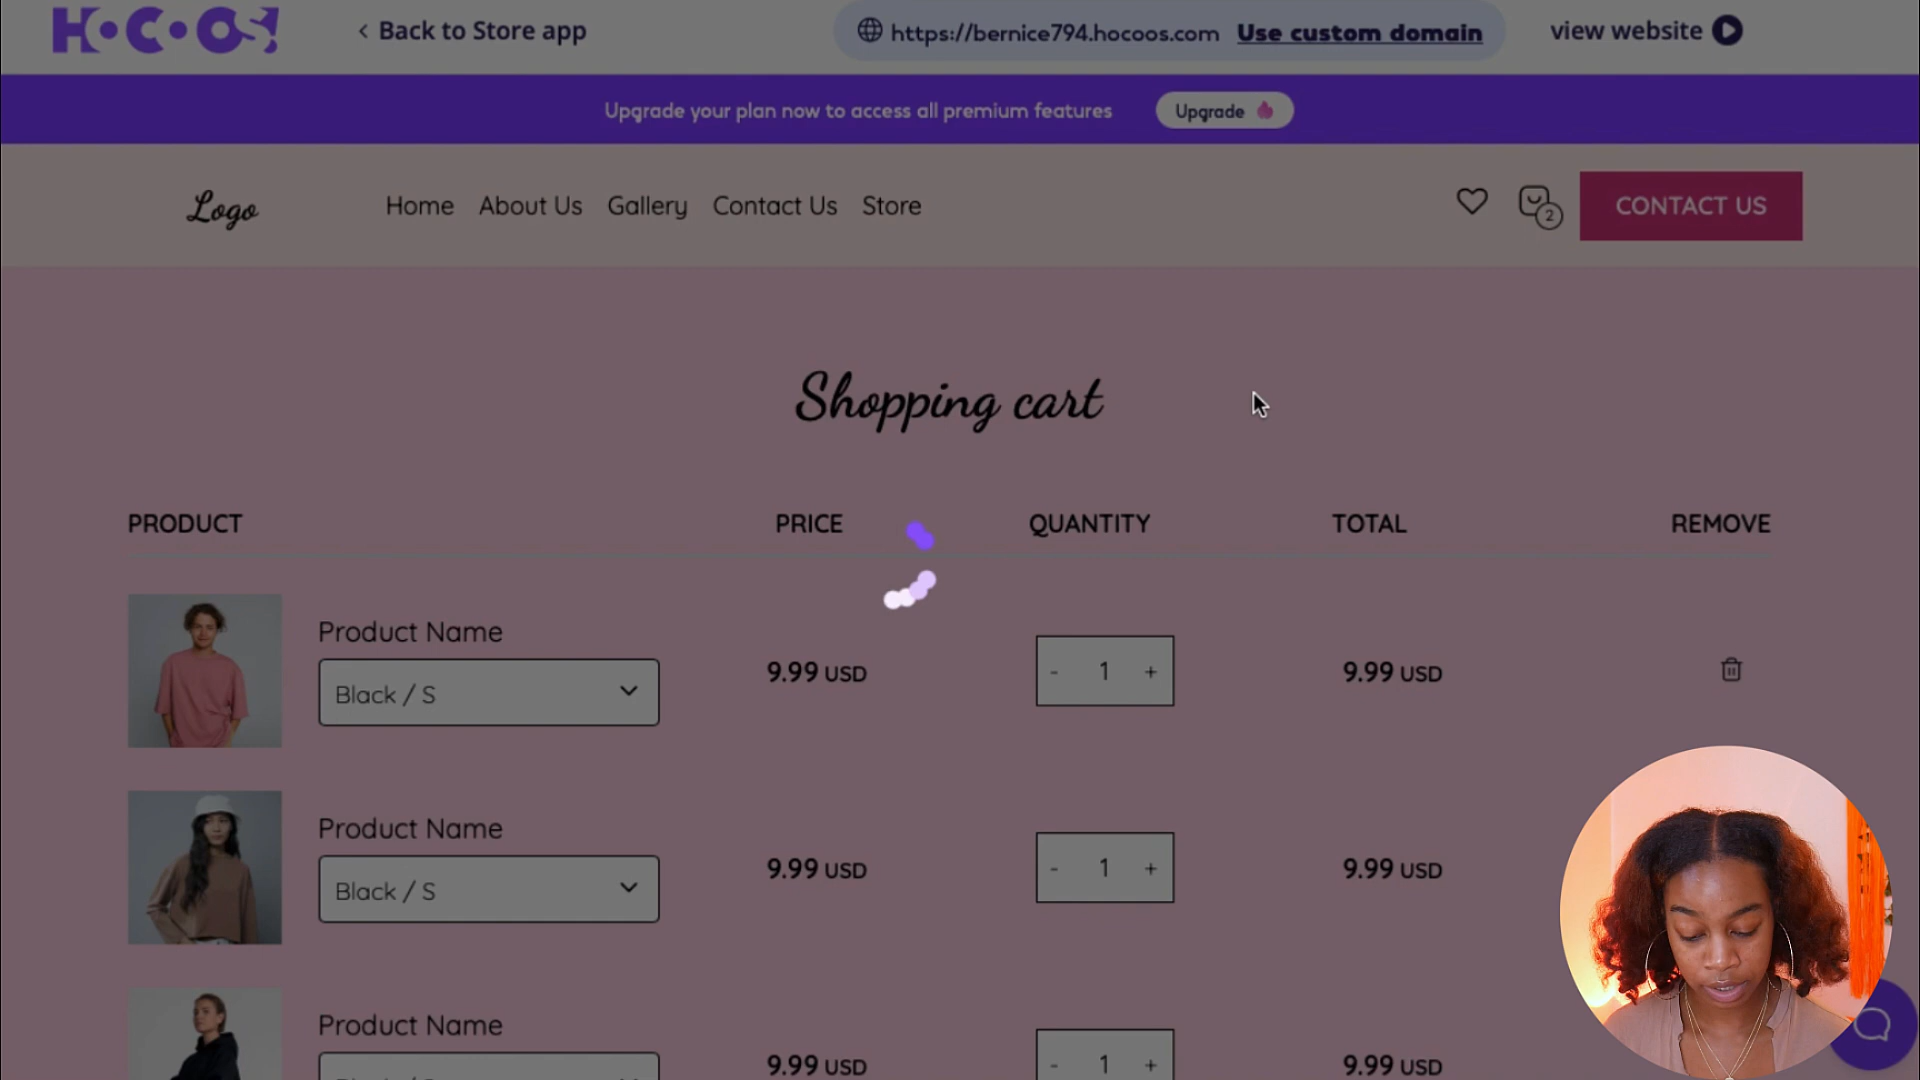 HOCOOS!
< Back to Store app
https://bernice794.hocoos.com Use custom domain
view website
Upgrade your plan now to access all premium features
Upgrade
Logo
Home About Us Gallery Contact Us Store
2
CONTACT US
Shopping cart
PRODUCT PRICE QUANTITY TOTAL REMOVE
Product Name
Black / S
9.99 USD
- 1 +
9.99 USD
Product Name
Black / S
9.99 USD
- 1 +
9.99 USD
Product Name
9.99 USD
- 1 +
9.99 USD